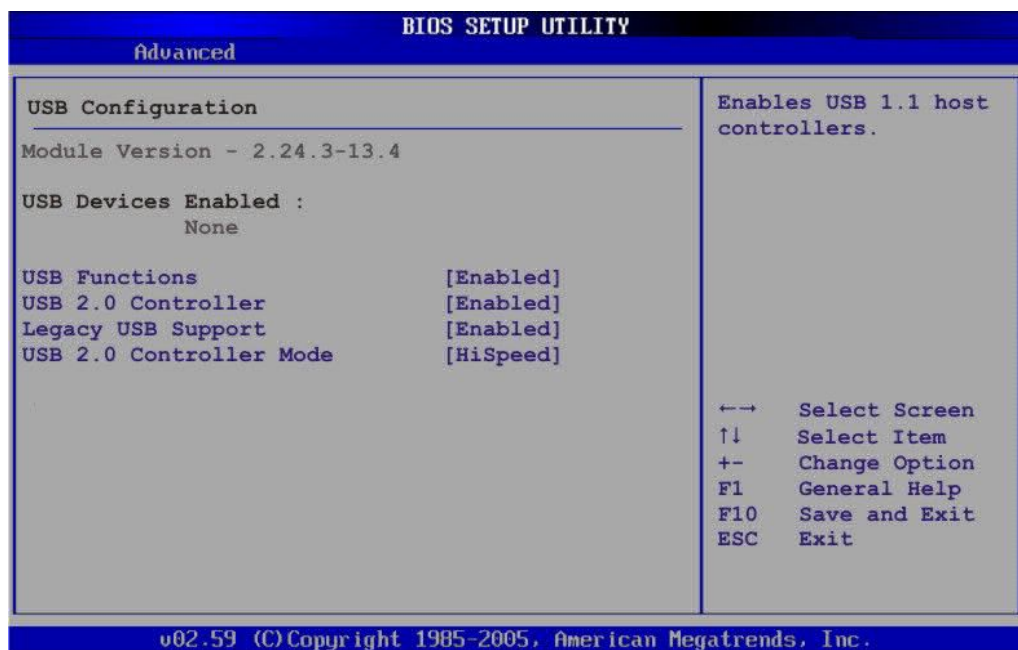 BIOS SETUP UTILITY
Advanced
USB Configuration
Module Version - 2.24.3-13.4
USB Devices Enabled :
None
USB Functions [Enabled]
USB 2.0 Controller [Enabled]
Legacy USB Support [Enabled]
USB 2.0 Controller Mode [HiSpeed]
Enables USB 1.1 host
controllers.
←→ Select Screen
↑↓ Select Item
+- Change Option
F1 General Help
F10 Save and Exit
ESC Exit
v02.59 (C)Copyright 1985-2005, American Megatrends, Inc.